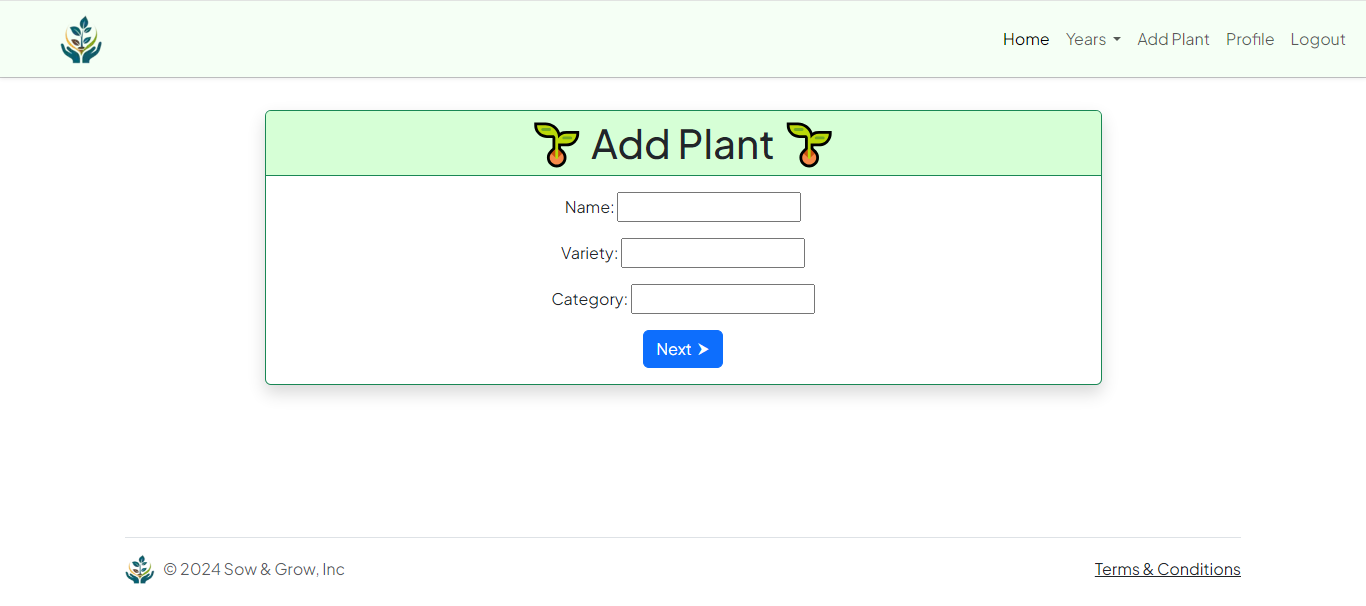 Home Years Add Plant Profile Logout
Add Plant
Name:
Variety:
Category:
Next ➤
© 2024 Sow & Grow, Inc
Terms & Conditions